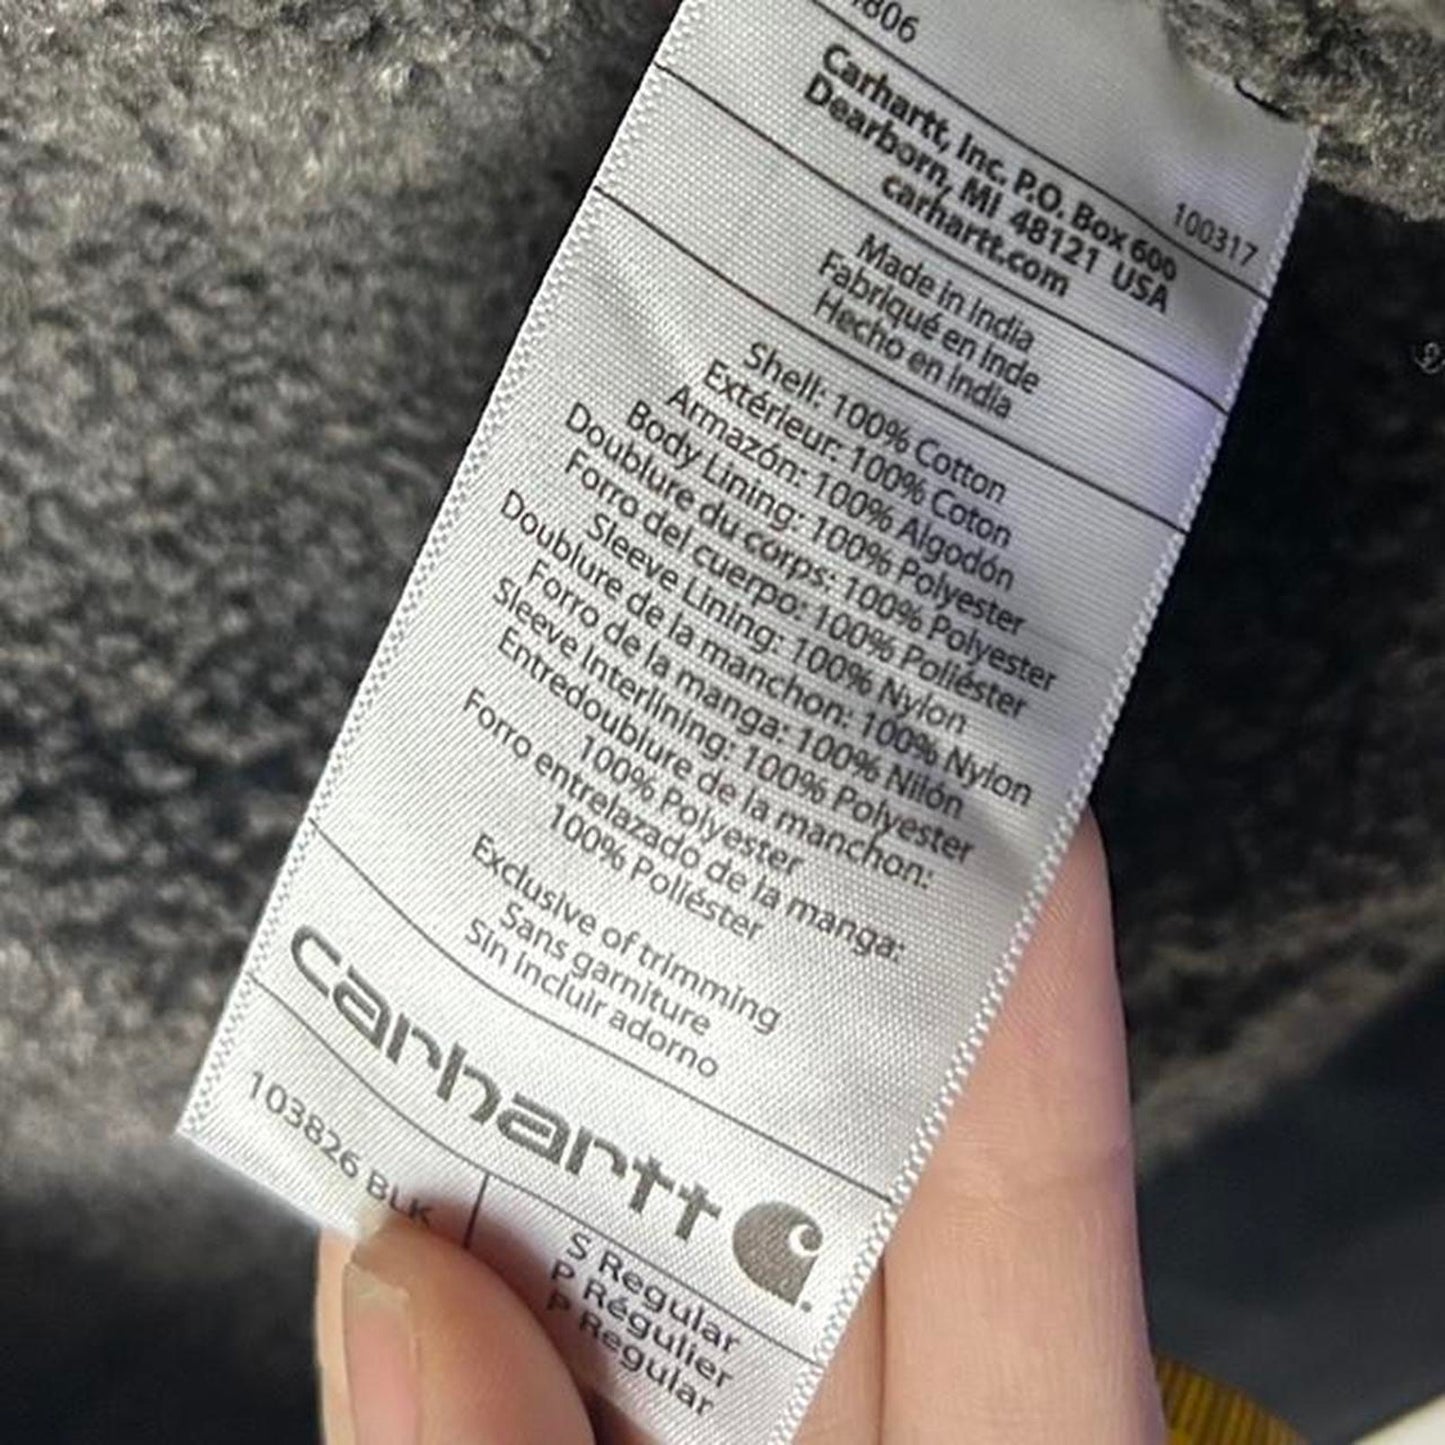 806
100317
Carhartt, Inc. P.O. Box 600
Dearborn, MI 48121 USA
carhartt.com
Made in India
Fabriqué en Inde
Hecho en India
Shell: 100% Cotton
Extérieur: 100% Coton
Armazón: 100% Algodón
Body Lining: 100% Polyester
Doublure du corps: 100% Polyester
Forro del cuerpo: 100% Poliéster
Sleeve Lining: 100% Nylon
Doublure de la manchon: 100% Nylon
Forro de la manga: 100% Nilón
Sleeve Interlining: 100% Polyester
Entredoublure de la manchon:
100% Polyester
Forro entrelazado de la manga:
100% Poliéster
Exclusive of trimming
Sans garniture
Sin incluir adorno
carhartt
103826 BLK
S Regular
P Régulier
P Regular